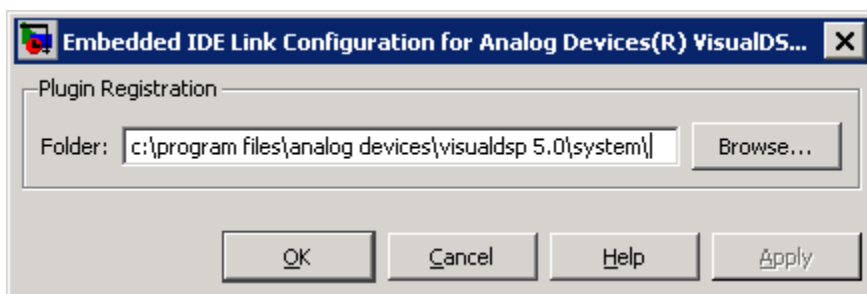 Embedded IDE Link Configuration for Analog Devices(R) VisualDS...
Plugin Registration
Folder: c:\program files\analog devices\visualdsp 5.0\system\ Browse...
OK Cancel Help Apply